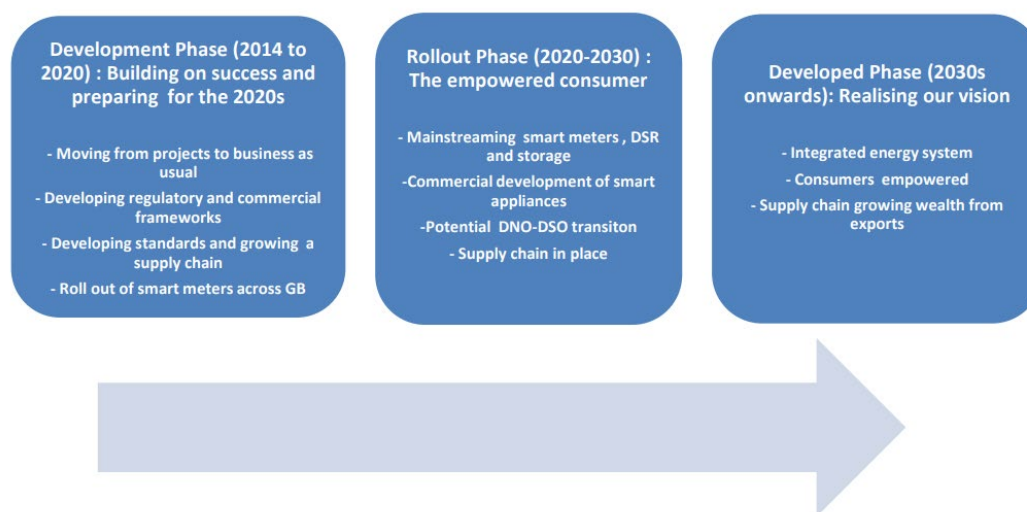 Development Phase (2014 to
2020) : Building on success and
preparing for the 2020s
- Moving from projects to business as
usual
- Developing regulatory and commercial
frameworks
- Developing standards and growing a
supply chain
- Roll out of smart meters across GB
Rollout Phase (2020-2030) :
The empowered consumer
- Mainstreaming smart meters , DSR
and storage
-Commercial development of smart
appliances
-Potential DNO-DSO transiton
- Supply chain in place
Developed Phase (2030s
onwards): Realising our vision
- Integrated energy system
- Consumers empowered
- Supply chain growing wealth from
exports